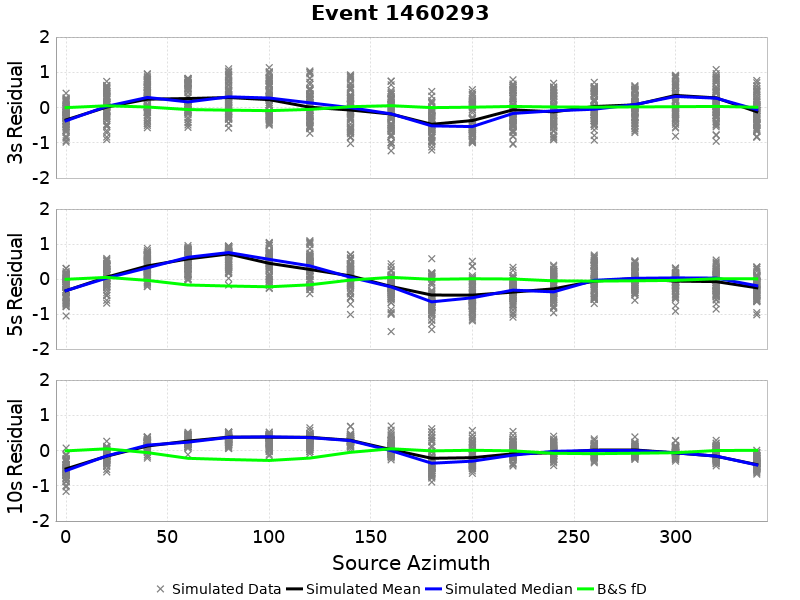 Event 1460293
3s Residual
2
1
0
-1
-2
5s Residual
2
1
0
-1
-2
10s Residual
2
1
0
-1
-2
0 50 100 150 200 250 300
Source Azimuth
Simulated Data Simulated Mean Simulated Median B&S fD